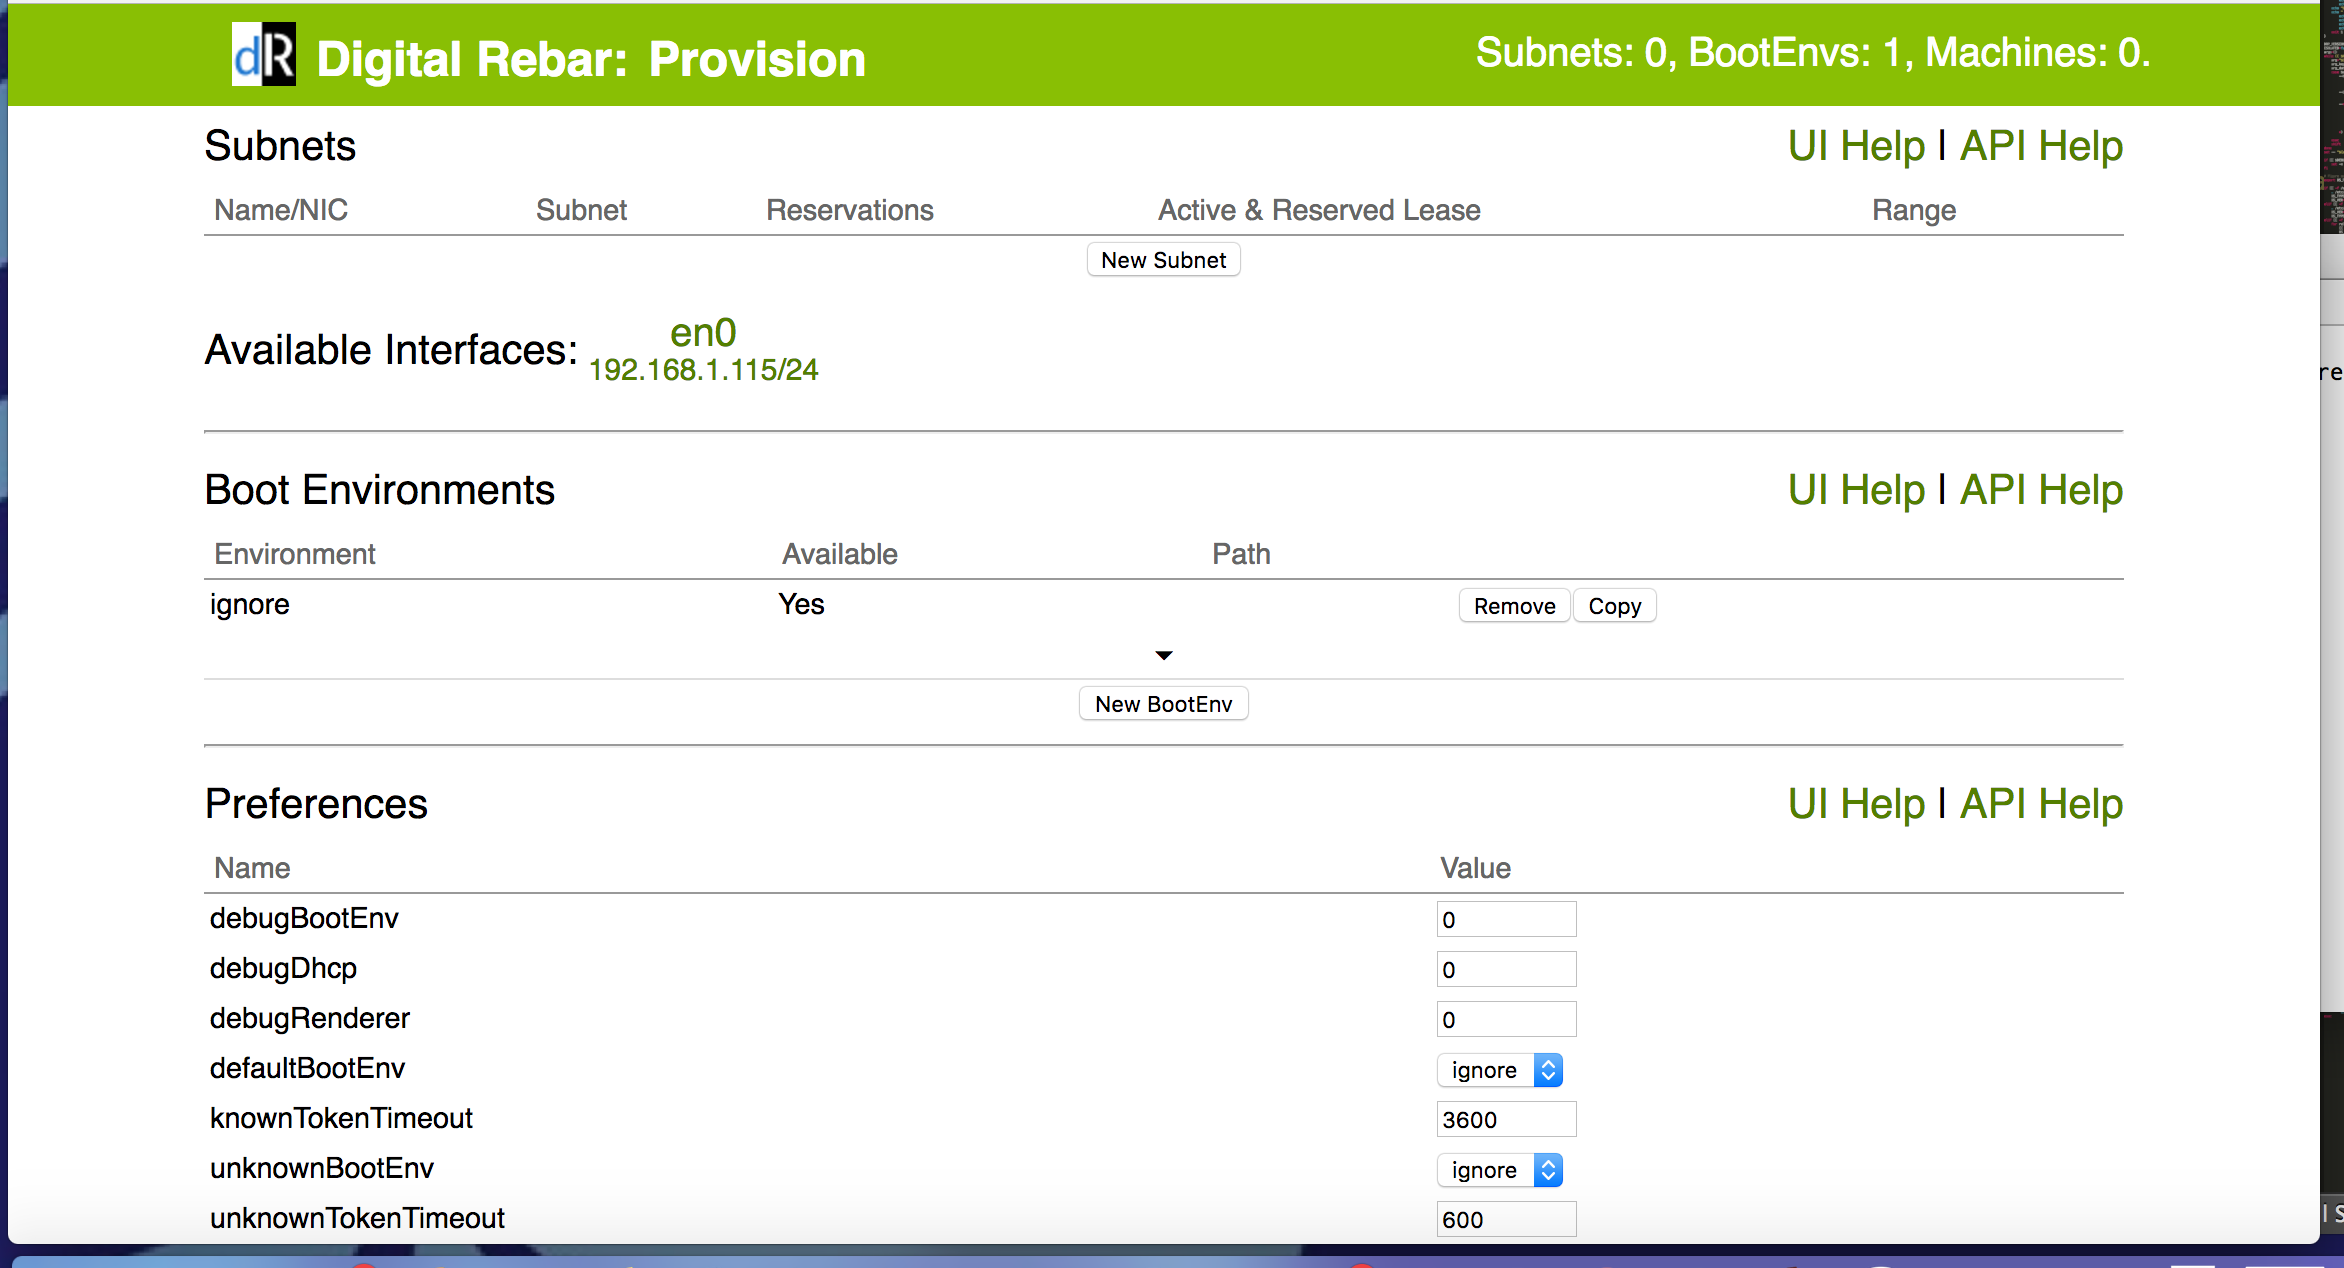 dR Digital Rebar: Provision Subnets: 0, BootEnvs: 1, Machines: 0.
Subnets UI Help | API Help
Name/NIC Subnet Reservations Active & Reserved Lease Range
New Subnet
Available Interfaces: en0
192.168.1.115/24
re
Boot Environments UI Help | API Help
Environment Available Path
ignore Yes Remove Copy
New BootEnv
Preferences UI Help | API Help
Name Value
debugBootEnv 0
debugDhcp 0
debugRenderer 0
defaultBootEnv ignore
knownTokenTimeout 3600
unknownBootEnv ignore
unknownTokenTimeout 600